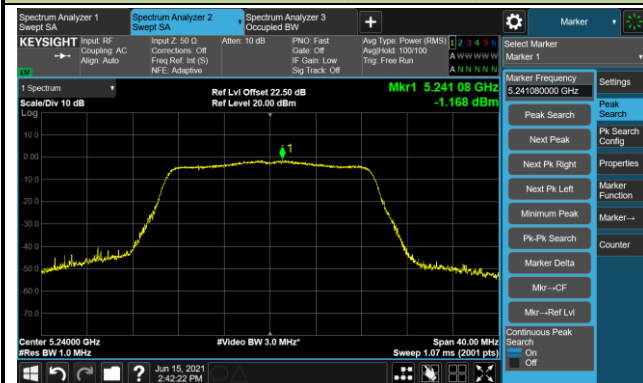 Spectrum Analyzer 1
Swept SA
Spectrum Analyzer 2
Swept SA
Spectrum Analyzer 3
Occupied BW
+
Marker
KEYSIGHT
Input: RF
Coupling: AC
Align: Auto
Input Z: 50 Ω
Corrections: Off
Freq Ref: Int (S)
NFE: Adaptive
Atten: 10 dB
PNO: Fast
Gate: Off
IF Gain: Low
Sig Track: Off
Avg Type: Power (RMS)
Avg|Hold: 100/100
Trig: Free Run
1 2 3 4 5 6
A W W W W W
A N N N N N
Select Marker
Marker 1
1 Spectrum
Scale/Div 10 dB
Ref Lvl Offset 22.50 dB
Ref Level 20.00 dBm
Mkr1 5.241 08 GHz
-1.168 dBm
Log
10.0
0.00
-10.0
-20.0
-30.0
-40.0
-50.0
-60.0
-70.0
1
Center 5.24000 GHz
#Res BW 1.0 MHz
#Video BW 3.0 MHz*
Span 40.00 MHz
Sweep 1.07 ms (2001 pts)
Marker Frequency
5.241080000 GHz
Peak Search
Next Peak
Next Pk Right
Next Pk Left
Minimum Peak
Pk-Pk Search
Marker Delta
Mkr→CF
Mkr→Ref Lvl
Continuous Peak
Search
On
Off
Settings
Peak
Search
Pk Search
Config
Properties
Marker
Function
Marker→
Counter
?
Jun 15, 2021
2:42:22 PM